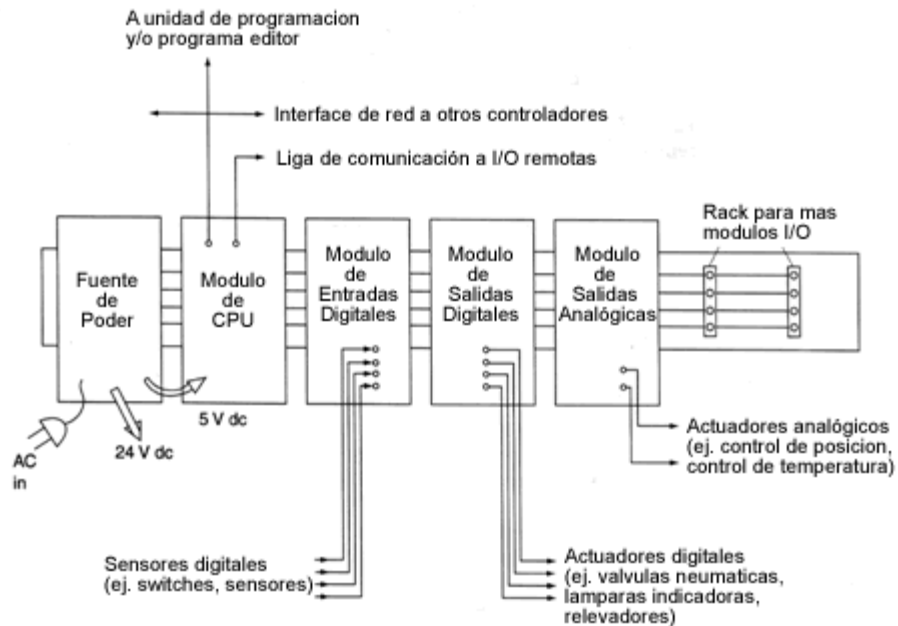 A unidad de programacion
y/o programa editor
Interface de red a otros controladores
Liga de comunicación a I/O remotas
Rack para mas
modulos I/O
Fuente
de
Poder
Modulo
de
CPU
Modulo
de
Entradas
Digitales
Modulo
de
Salidas
Digitales
Modulo
de
Salidas
Analógicas
AC
in
24 V dc
5 V dc
Actuadores analógicos
(ej. control de posicion,
control de temperatura)
Sensores digitales
(ej. switches, sensores)
Actuadores digitales
(ej. valvulas neumaticas,
lamparas indicadoras,
relevadores)